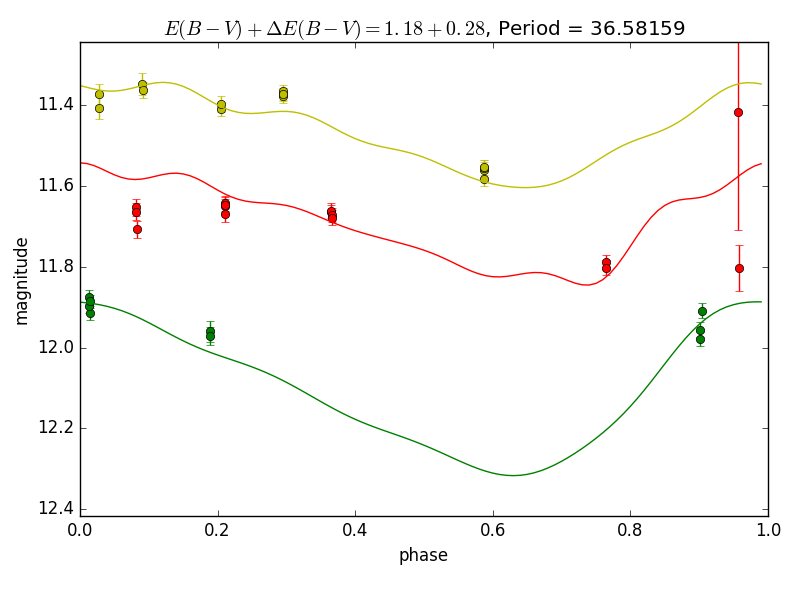 E(B − V) + ΔE(B − V) = 1.18 + 0.28, Period = 36.58159
magnitude
11.4
11.6
11.8
12.0
12.2
12.4
0.0 0.2 0.4 0.6 0.8 1.0
phase